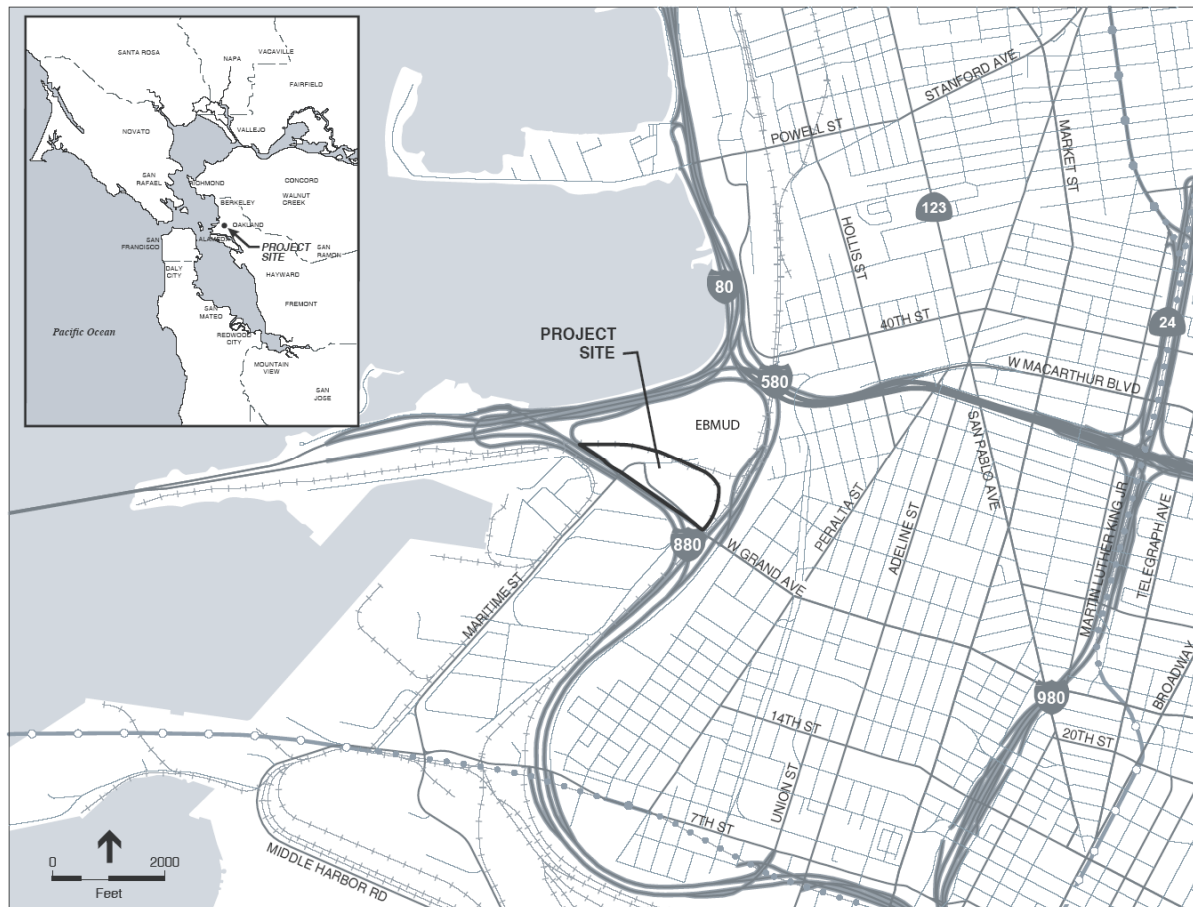 SANTA ROSA
NAPA
VACAVILLE
FAIRFIELD
NOVATO
VALLEJO
SAN
RAFAEL
RICHMOND
CONCORD
WALNUT
CREEK
BERKELEY
OAKLAND
ALAMEDA
SAN
FRANCISCO
PROJECT
SITE
SAN
RAMON
DALY
CITY
HAYWARD
SAN
MATEO
FREMONT
REDWOOD
CITY
Pacific Ocean
MOUNTAIN
VIEW
SAN
JOSE
STANFORD AVE
POWELL ST
MARKET ST
123
HOLLIS ST
80
40TH ST
24
PROJECT
SITE
580
W MACARTHUR BLVD
EBMUD
SAN PABLO AVE
PERALTA ST
ADELINE ST
MARTIN LUTHER KING JR
TELEGRAPH AVE
880
W GRAND AVE
MARITIME ST
BROADWAY
980
14TH ST
20TH ST
UNION ST
7TH ST
MIDDLE HARBOR RD
0
2000
Feet